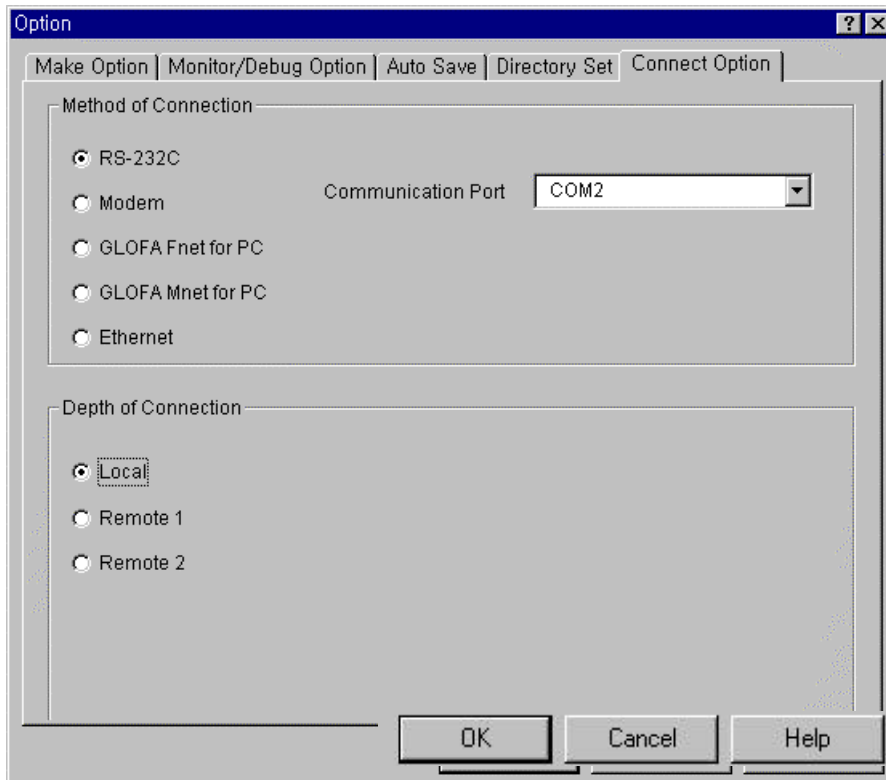 Option
Make Option Monitor/Debug Option Auto Save Directory Set Connect Option
Method of Connection
RS-232C
Communication Port COM2
Modem
GLOFA Fnet for PC
GLOFA Mnet for PC
Ethernet
Depth of Connection
Local
Remote 1
Remote 2
OK Cancel Help